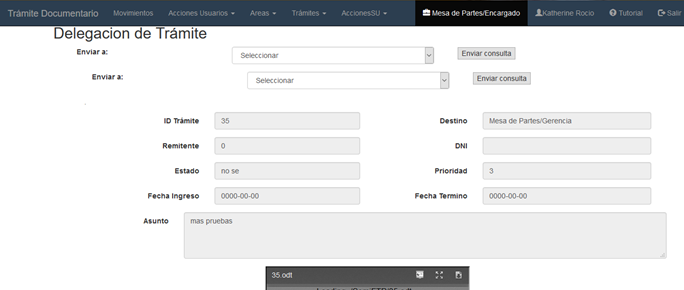 Trámite Documentario Movimientos Acciones Usuarios Areas Trámites AccionesSU Mesa de Partes/Encargado Katherine Rocio Tutorial Salir
Delegacion de Trámite
Enviar a: Seleccionar Enviar consulta
Enviar a: Seleccionar Enviar consulta
ID Trámite 35 Destino Mesa de Partes/Gerencia
Remitente 0 DNI
Estado no se Prioridad 3
Fecha Ingreso 0000-00-00 Fecha Termino 0000-00-00
Asunto mas pruebas
35.odt